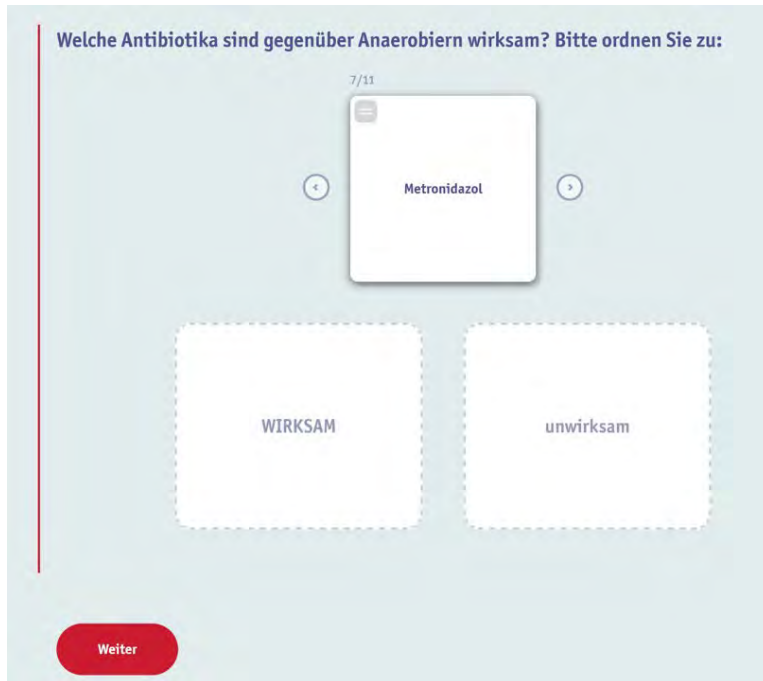 Welche Antibiotika sind gegenüber Anaerobiern wirksam? Bitte ordnen Sie zu:
7/11
Metronidazol
WIRKSAM
unwirksam
Weiter